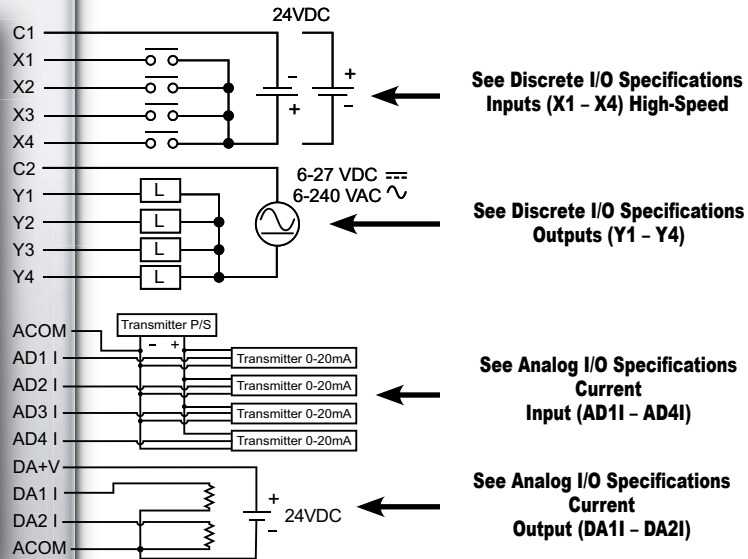 24VDC
C1
X1
X2
X3
X4
– +
+ –
See Discrete I/O Specifications
Inputs (X1 – X4) High-Speed
C2
Y1 L
Y2 L
Y3 L
Y4 L
6-27 VDC
6-240 VAC
See Discrete I/O Specifications
Outputs (Y1 – Y4)
Transmitter P/S
– +
ACOM
AD1 I Transmitter 0-20mA
AD2 I Transmitter 0-20mA
AD3 I Transmitter 0-20mA
AD4 I Transmitter 0-20mA
See Analog I/O Specifications
Current
Input (AD1I – AD4I)
DA+V
DA1 I
DA2 I
ACOM
+
24VDC
–
See Analog I/O Specifications
Current
Output (DA1I – DA2I)